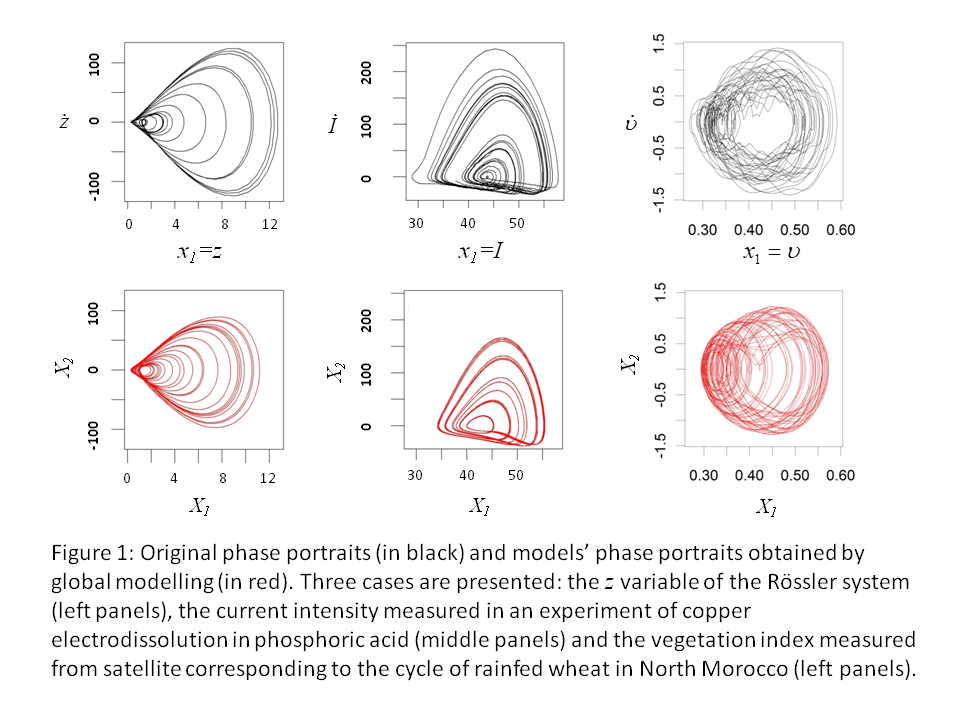 100
0
-100
ż
0 4 8 12
x1=z
200
100
0
İ
30 40 50
x1=I
1.5
0.5
-0.5
-1.5
υ̇
0.30 0.40 0.50 0.60
x1 = υ
100
0
-100
X2
0 4 8 12
X1
200
100
0
X2
30 40 50
X1
1.5
0.5
-0.5
-1.5
X2
0.30 0.40 0.50 0.60
X1
Figure 1: Original phase portraits (in black) and models’ phase portraits obtained by
global modelling (in red). Three cases are presented: the z variable of the Rössler system
(left panels), the current intensity measured in an experiment of copper
electrodissolution in phosphoric acid (middle panels) and the vegetation index measured
from satellite corresponding to the cycle of rainfed wheat in North Morocco (left panels).